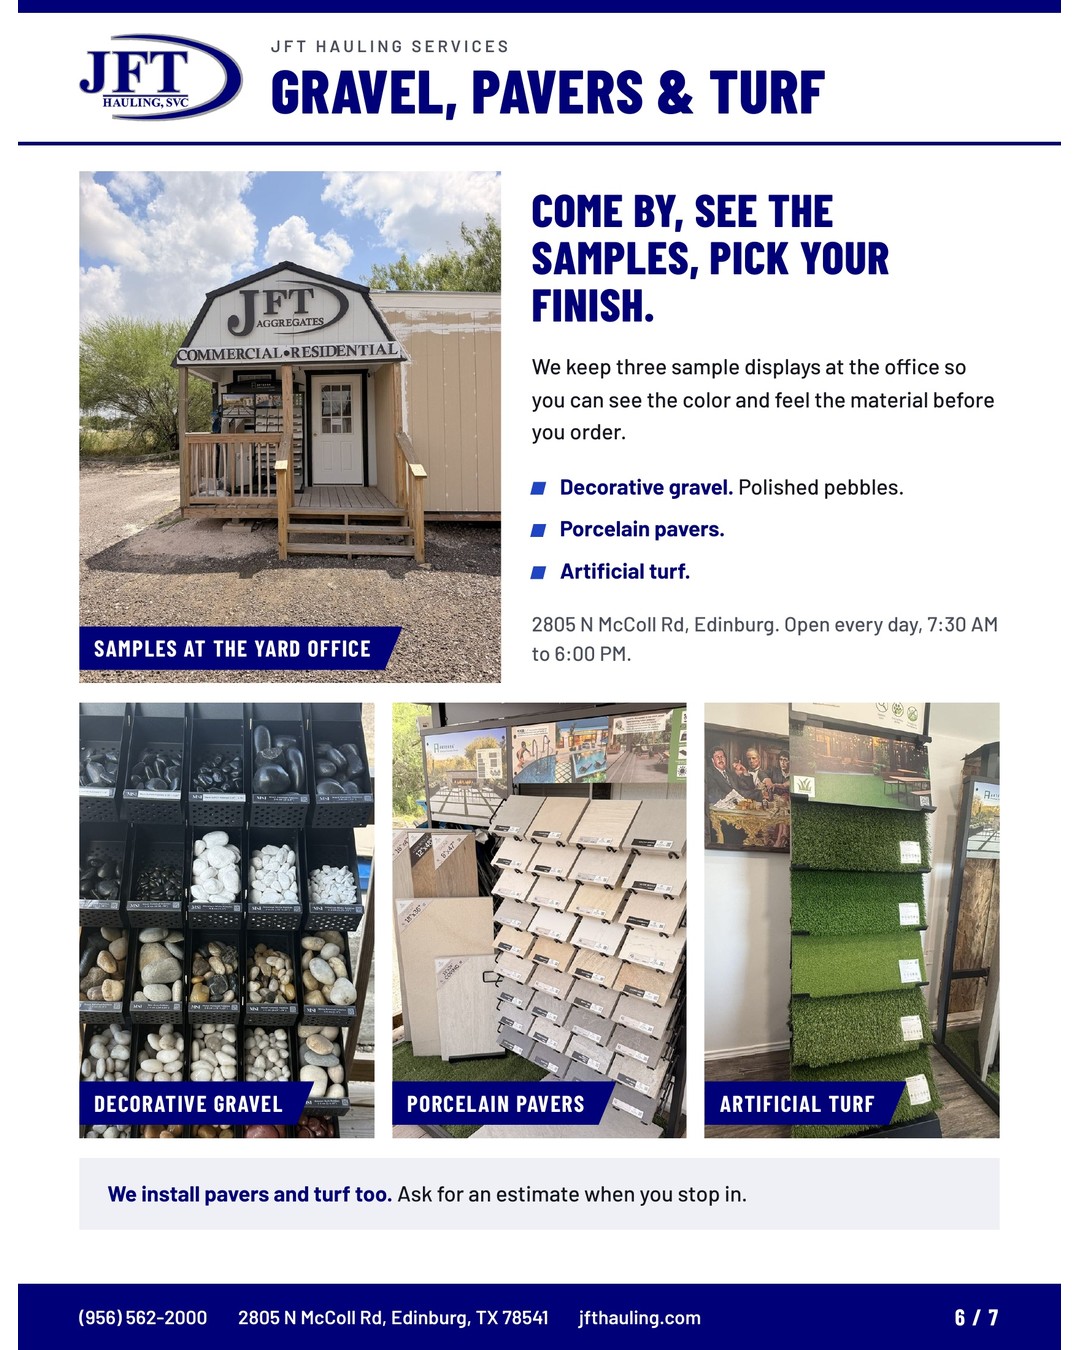 JFT
HAULING, SVC
JFT HAULING SERVICES
GRAVEL, PAVERS & TURF
JFT
AGGREGATES
COMMERCIAL•RESIDENTIAL
SAMPLES AT THE YARD OFFICE
COME BY, SEE THE
SAMPLES, PICK YOUR
FINISH.
We keep three sample displays at the office so
you can see the color and feel the material before
you order.
Decorative gravel. Polished pebbles.
Porcelain pavers.
Artificial turf.
2805 N McColl Rd, Edinburg. Open every day, 7:30 AM
to 6:00 PM.
DECORATIVE GRAVEL
PORCELAIN PAVERS
ARTIFICIAL TURF
We install pavers and turf too. Ask for an estimate when you stop in.
(956) 562-2000 2805 N McColl Rd, Edinburg, TX 78541 jfthauling.com 6 / 7